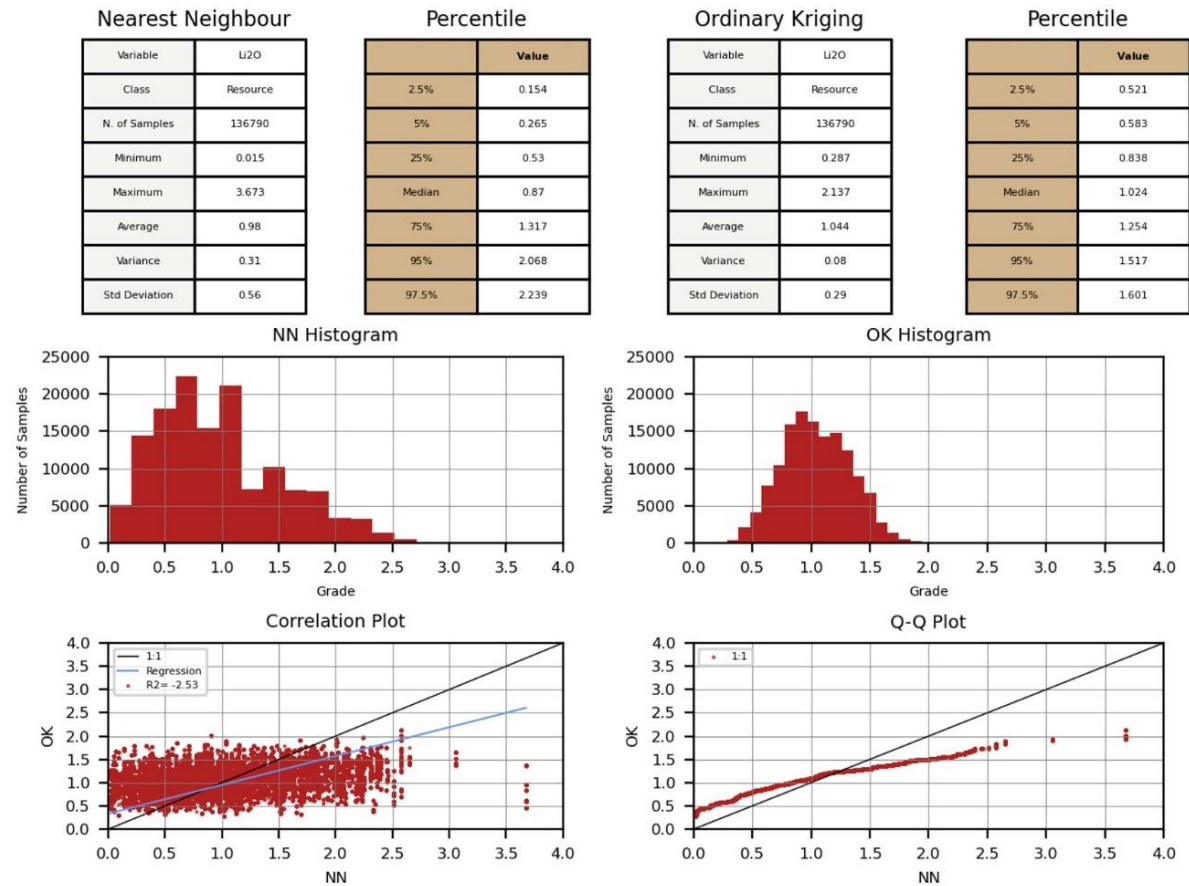 Nearest Neighbour
Variable Li2O
Class Resource
N. of Samples 136790
Minimum 0.015
Maximum 3.673
Average 0.98
Variance 0.31
Std Deviation 0.56
Percentile
Value
2.5% 0.154
5% 0.265
25% 0.53
Median 0.87
75% 1.317
95% 2.068
97.5% 2.239
Ordinary Kriging
Variable Li2O
Class Resource
N. of Samples 136790
Minimum 0.287
Maximum 2.137
Average 1.044
Variance 0.08
Std Deviation 0.29
Percentile
Value
2.5% 0.521
5% 0.583
25% 0.838
Median 1.024
75% 1.254
95% 1.517
97.5% 1.601
NN Histogram
Number of Samples
25000
20000
15000
10000
5000
0
0.0 0.5 1.0 1.5 2.0 2.5 3.0 3.5 4.0
Grade
OK Histogram
Number of Samples
25000
20000
15000
10000
5000
0
0.0 0.5 1.0 1.5 2.0 2.5 3.0 3.5 4.0
Grade
Correlation Plot
OK
4.0
3.5
3.0
2.5
2.0
1.5
1.0
0.5
0.0
1:1
Regression
R2= -2.53
0.0 0.5 1.0 1.5 2.0 2.5 3.0 3.5 4.0
NN
Q-Q Plot
OK
4.0
3.5
3.0
2.5
2.0
1.5
1.0
0.5
0.0
1:1
0.0 0.5 1.0 1.5 2.0 2.5 3.0 3.5 4.0
NN